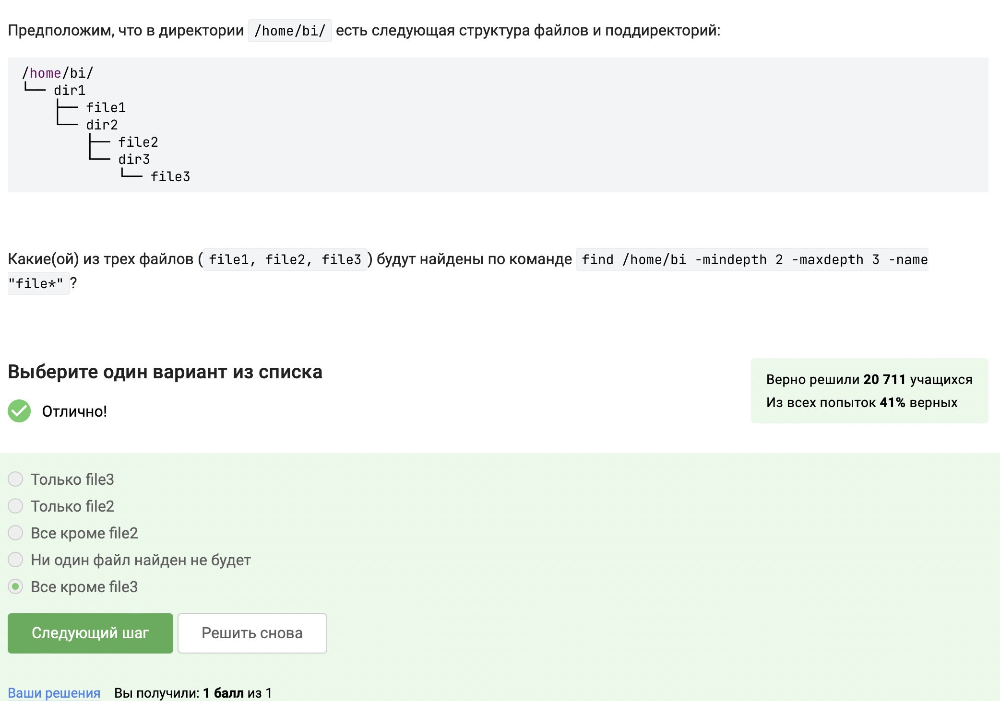 Предположим, что в директории /home/bi/ есть следующая структура файлов и поддиректорий:
/home/bi/
└── dir1
    ├── file1
    └── dir2
        ├── file2
        └── dir3
            └── file3
Какие(ой) из трех файлов (file1, file2, file3) будут найдены по команде find /home/bi -mindepth 2 -maxdepth 3 -name
"file*"?
Выберите один вариант из списка
Верно решили 20 711 учащихся
Из всех попыток 41% верных
Отлично!
Только file3
Только file2
Все кроме file2
Ни один файл найден не будет
Все кроме file3
Следующий шаг
Решить снова
Ваши решения Вы получили: 1 балл из 1